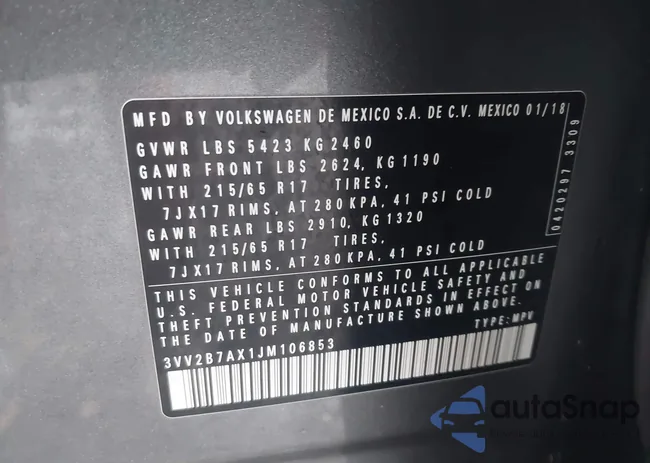 MFD BY VOLKSWAGEN DE MEXICO S.A. DE C.V. MEXICO 01/18
GVWR LBS 5423 KG 2460
GAWR FRONT LBS 2624, KG 1190
WITH 215/65 R17 TIRES,
7JX17 RIMS, AT 280 KPA, 41 PSI COLD
GAWR REAR LBS 2910, KG 1320
WITH 215/65 R17 TIRES,
7JX17 RIMS, AT 280 KPA, 41 PSI COLD
THIS VEHICLE CONFORMS TO ALL APPLICABLE
U.S. FEDERAL MOTOR VEHICLE SAFETY AND
THEFT PREVENTION STANDARDS IN EFFECT ON
THE DATE OF MANUFACTURE SHOWN ABOVE.
3VV2B7AX1JM106853 TYPE: MPV
0420297 3309
autoSnap